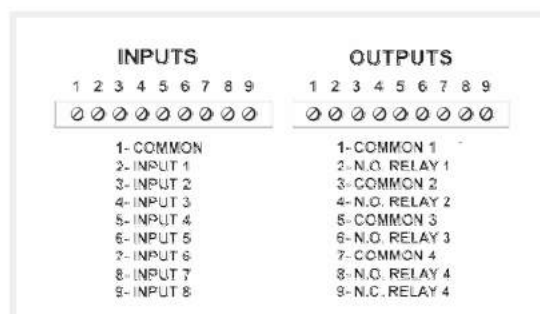 INPUTS
1 2 3 4 5 6 7 8 9
1- COMMON
2- INPUT 1
3- INPUT 2
4- INPUT 3
5- INPUT 4
6- INPUT 5
7- INPUT 6
8- INPUT 7
9- INPUT 8
OUTPUTS
1 2 3 4 5 6 7 8 9
1- COMMON 1
2- N.O. RELAY 1
3- COMMON 2
4- N.O. RELAY 2
5- COMMON 3
6- N.O. RELAY 3
7- COMMON 4
8- N.O. RELAY 4
9- N.C. RELAY 4